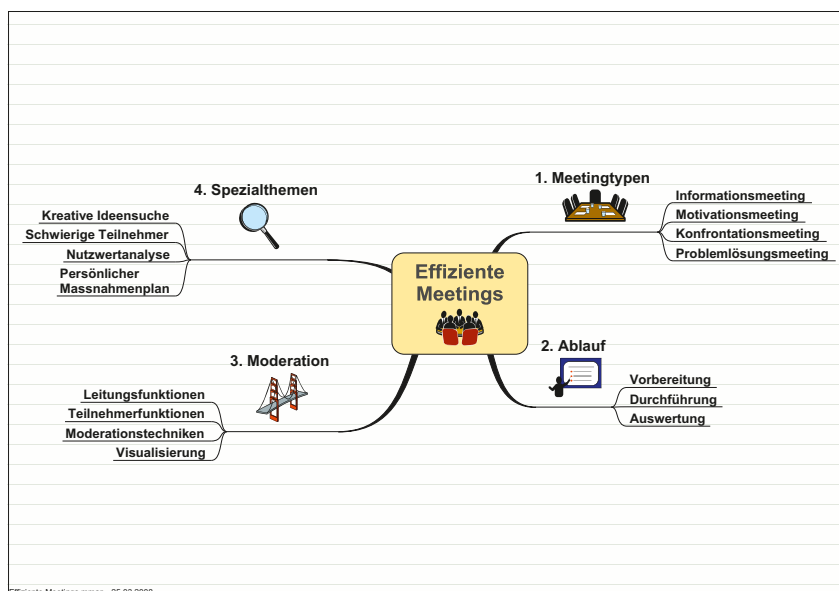 Effiziente
Meetings
1. Meetingtypen
Informationsmeeting
Motivationsmeeting
Konfrontationsmeeting
Problemlösungsmeeting
2. Ablauf
Vorbereitung
Durchführung
Auswertung
3. Moderation
Leitungsfunktionen
Teilnehmerfunktionen
Moderationstechniken
Visualisierung
4. Spezialthemen
Kreative Ideensuche
Schwierige Teilnehmer
Nutzwertanalyse
Persönlicher
Massnahmenplan